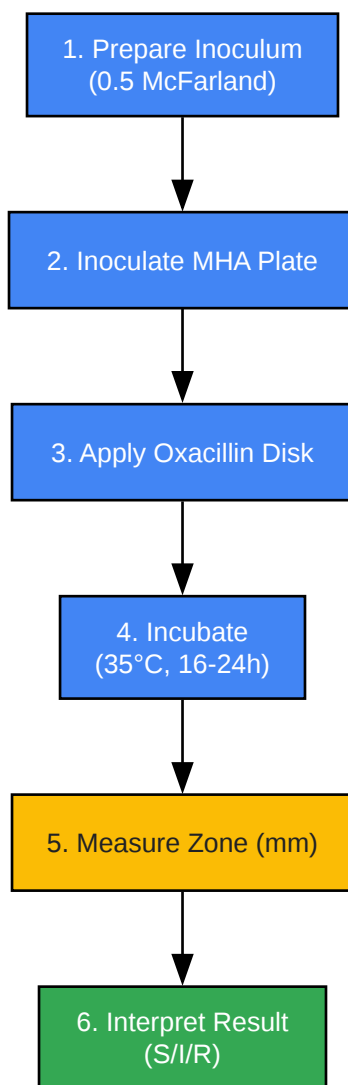 1. Prepare Inoculum
(0.5 McFarland)
2. Inoculate MHA Plate
3. Apply Oxacillin Disk
4. Incubate
(35°C, 16-24h)
5. Measure Zone (mm)
6. Interpret Result
(S/I/R)